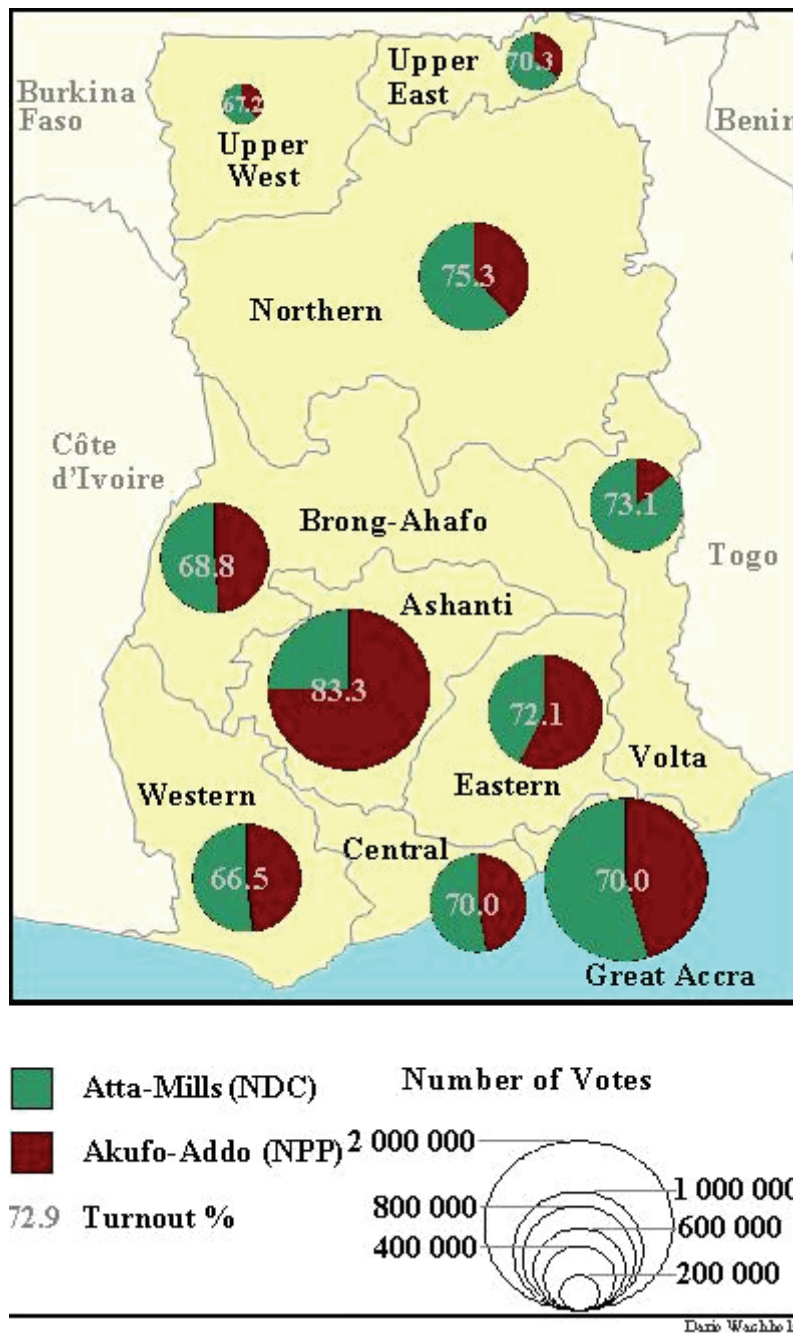 Burkina
Faso
67.2
Upper
West
Upper
East
70.3
Benin
75.3
Northern
Côte
d'Ivoire
73.1
Togo
Brong-Ahafo
68.8
Ashanti
83.3
72.1
Eastern
Volta
Western
66.5
Central
70.0
70.0
Great Accra
Atta-Mills (NDC)
Akufo-Addo (NPP)
72.9 Turnout %
Number of Votes
2 000 000
1 000 000
800 000
600 000
400 000
200 000
Dario